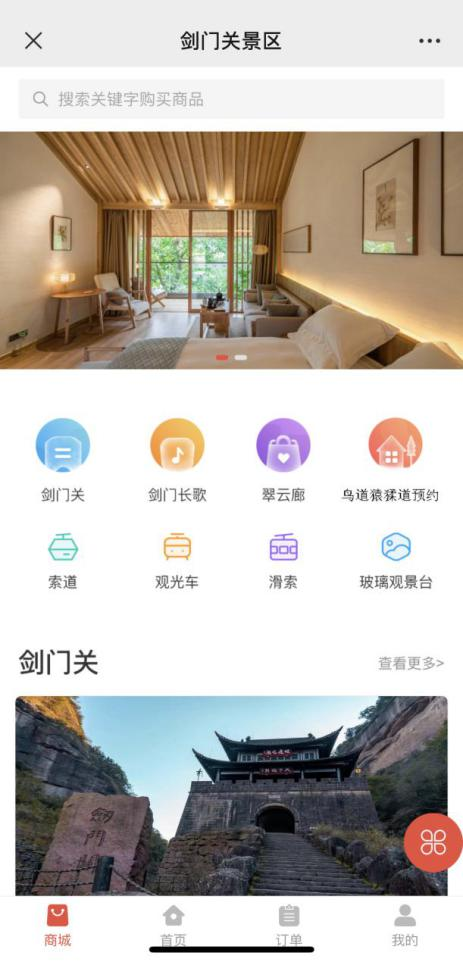 剑门关景区
搜索关键字购买商品
剑门关
剑门长歌
翠云廊
鸟道猿猱道预约
索道
观光车
滑索
玻璃观景台
剑门关
查看更多>
劍門關
商城
首页
订单
我的